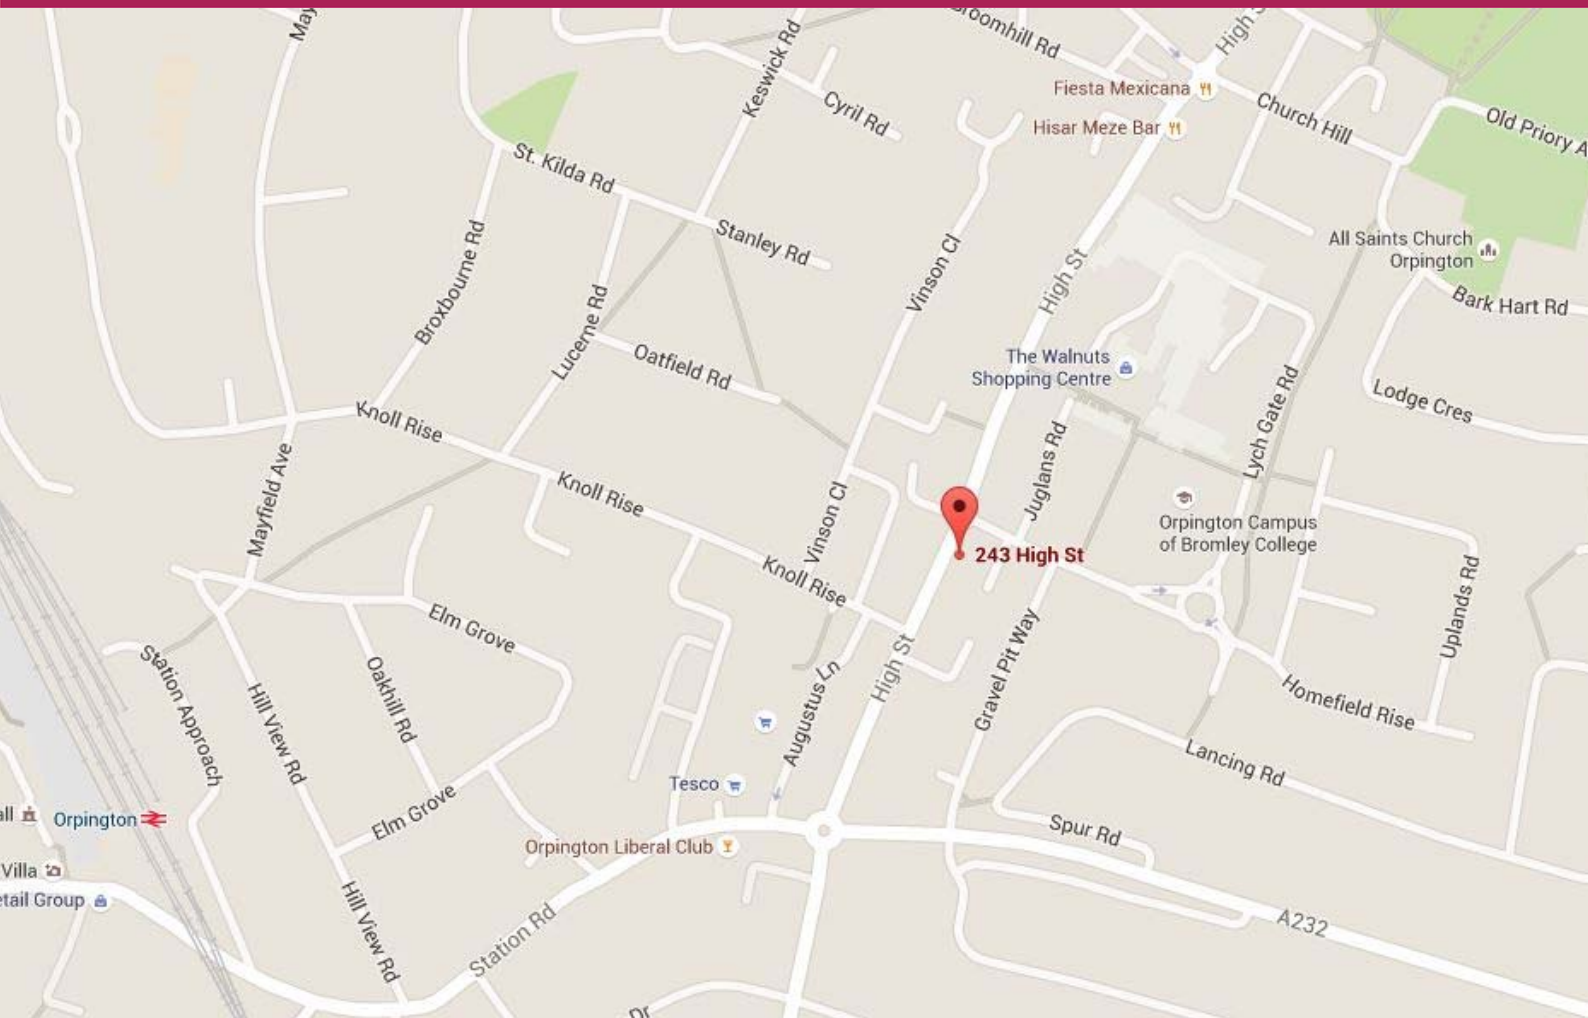 May
Keswick Rd
Broomhill Rd
High S
Fiesta Mexicana
Cyril Rd
Hisar Meze Bar
Church Hill
Old Priory A
St. Kilda Rd
Stanley Rd
Broxbourne Rd
Vinson Cl
High St
All Saints Church
Orpington
Bark Hart Rd
Lucerne Rd
Oatfield Rd
The Walnuts
Shopping Centre
Lodge Cres
Knoll Rise
Lych Gate Rd
Juglans Rd
Mayfield Ave
Knoll Rise
Vinson Cl
Orpington Campus
of Bromley College
243 High St
Knoll Rise
Uplands Rd
Elm Grove
Station Approach
Oakhill Rd
Hill View Rd
Augustus Ln
High St
Gravel Pit Way
Homefield Rise
Lancing Rd
Tesco
all
Orpington
Elm Grove
Spur Rd
Orpington Liberal Club
Villa
etail Group
Hill View Rd
Station Rd
A232
Dr